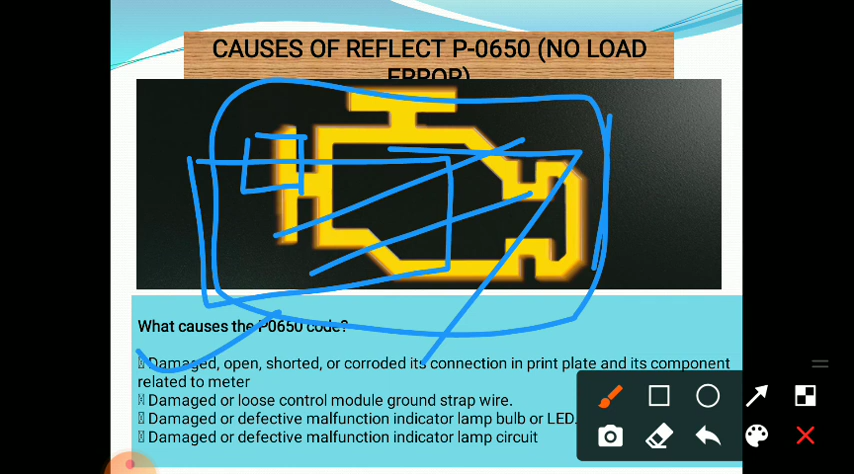 CAUSES OF REFLECT P-0650 (NO LOAD
ERROR)
What causes the P0650 code?
Damaged, open, shorted, or corroded its connection in print plate and its component
related to meter
Damaged or loose control module ground strap wire.
Damaged or defective malfunction indicator lamp bulb or LED.
Damaged or defective malfunction indicator lamp circuit